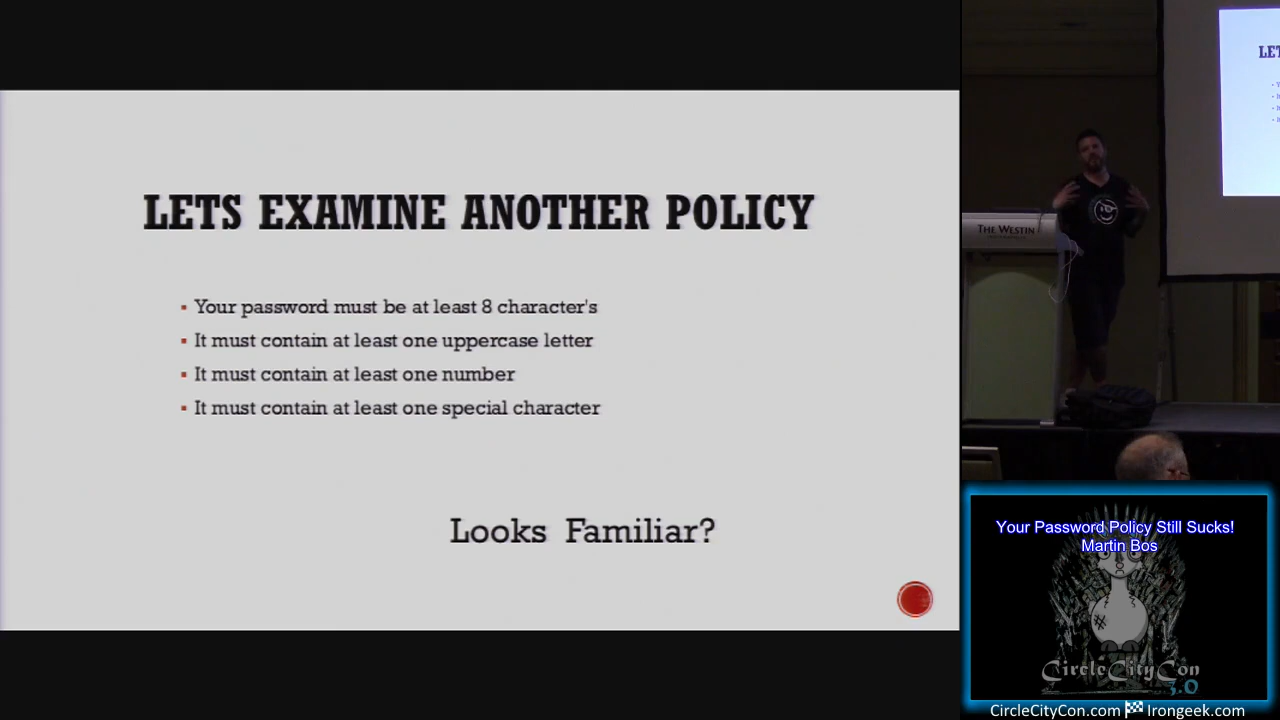 LETS EXAMINE ANOTHER POLICY
▪ Your password must be at least 8 character's
▪ It must contain at least one uppercase letter
▪ It must contain at least one number
▪ It must contain at least one special character
Looks Familiar?
THE WESTIN
LET
Your Password Policy Still Sucks!
Martin Bos
CircleCityCon
3.0
CircleCityCon.com Irongeek.com